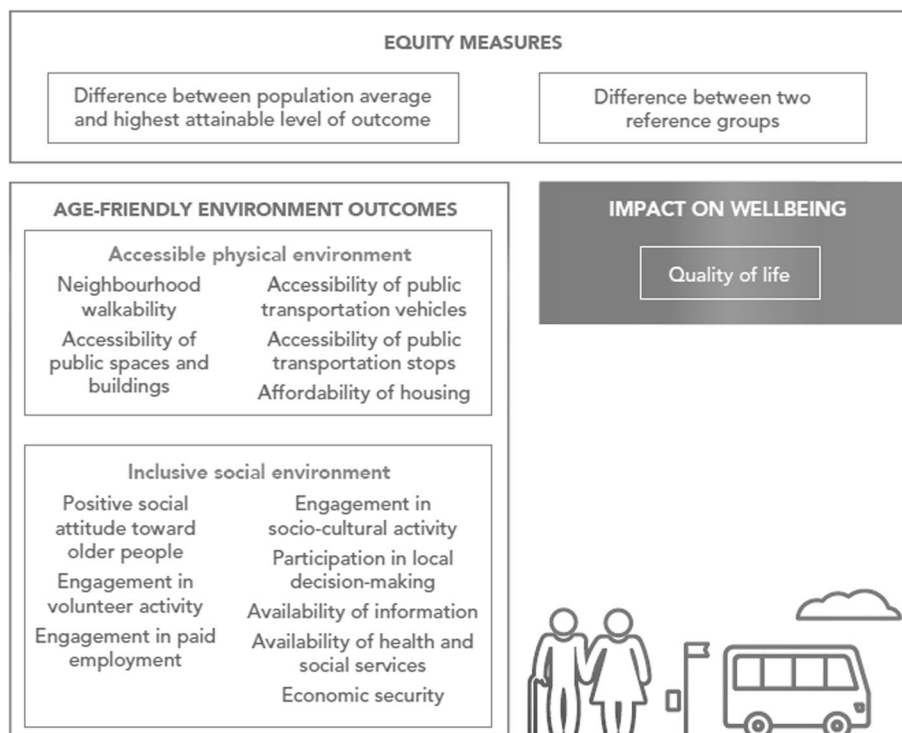 EQUITY MEASURES
Difference between population average
and highest attainable level of outcome
Difference between two
reference groups
AGE-FRIENDLY ENVIRONMENT OUTCOMES
Accessible physical environment
Neighbourhood
walkability
Accessibility of
public spaces and
buildings
Accessibility of public
transportation vehicles
Accessibility of public
transportation stops
Affordability of housing
Inclusive social environment
Positive social
attitude toward
older people
Engagement in
volunteer activity
Engagement in paid
employment
Engagement in
socio-cultural activity
Participation in local
decision-making
Availability of information
Availability of health and
social services
Economic security
IMPACT ON WELLBEING
Quality of life